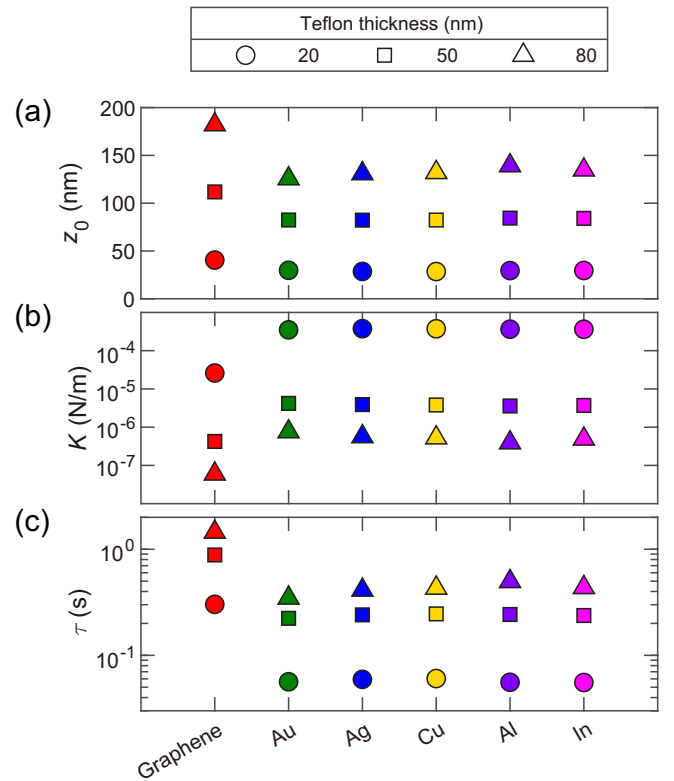 Teflon thickness (nm)
20 50 80
(a)
200
150
100
50
0
z₀ (nm)
(b)
10⁻⁴
10⁻⁵
10⁻⁶
10⁻⁷
K (N/m)
(c)
10⁰
10⁻¹
τ (s)
Graphene Au Ag Cu Al In